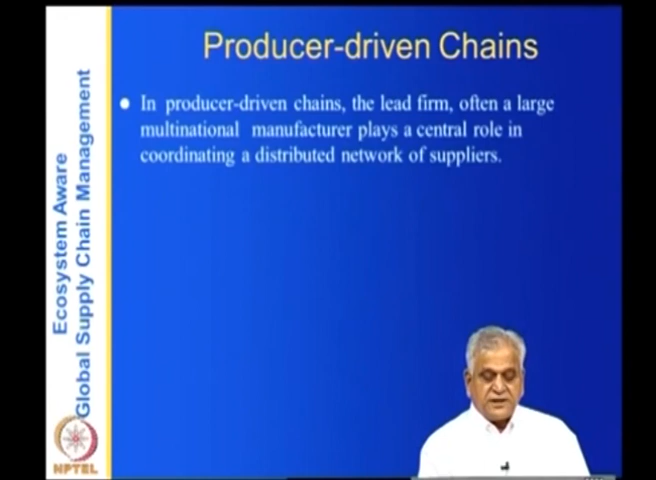 Producer-driven Chains
In producer-driven chains, the lead firm, often a large
multinational manufacturer plays a central role in
coordinating a distributed network of suppliers.
Ecosystem Aware
Global Supply Chain Management
NPTEL